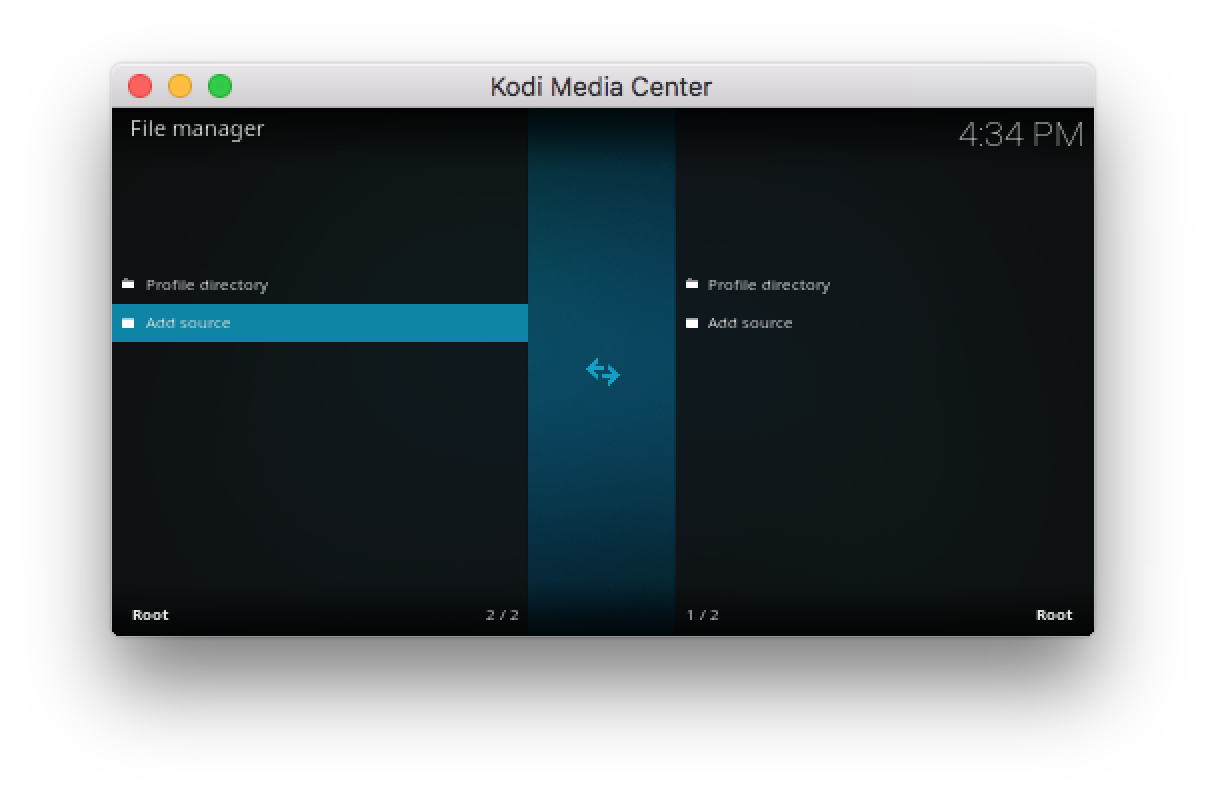 Kodi Media Center
File manager
4:34 PM
Profile directory
Add source
Profile directory
Add source
Root
2 / 2
1 / 2
Root